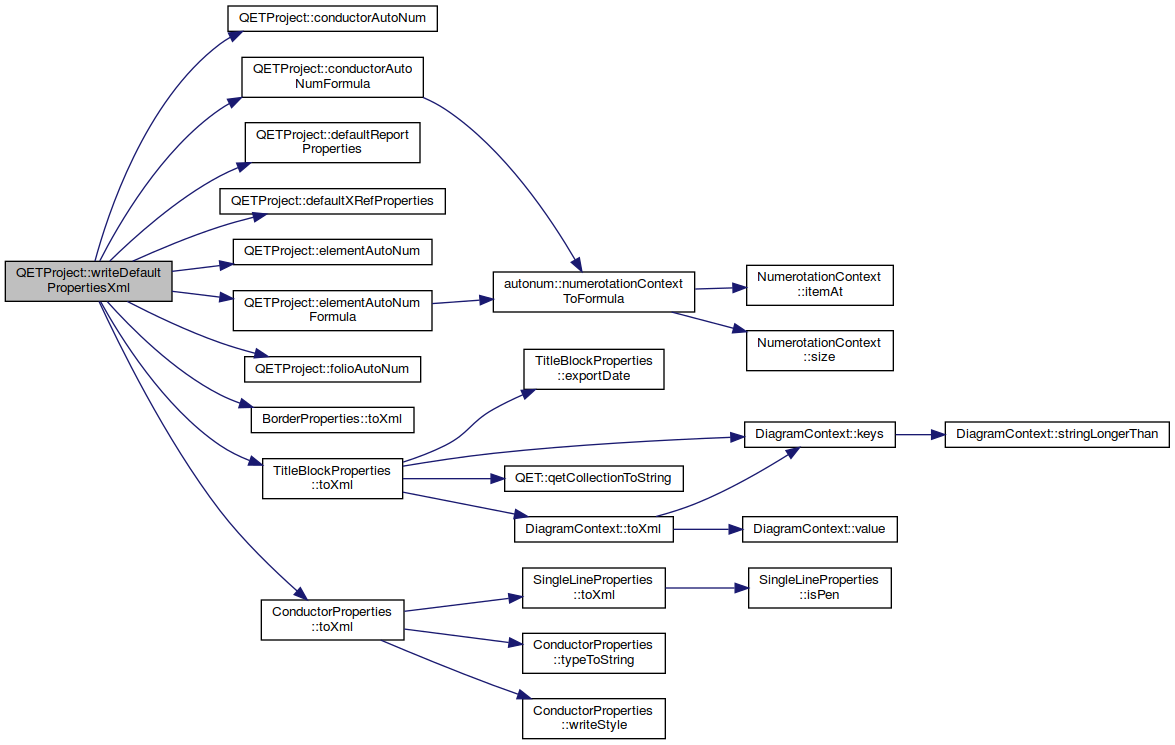 QETProject::conductorAutoNum
QETProject::conductorAuto
NumFormula
QETProject::defaultReport
Properties
QETProject::defaultXRefProperties
QETProject::elementAutoNum
QETProject::writeDefault
PropertiesXml
QETProject::elementAutoNum
Formula
autonum::numerotationContext
ToFormula
NumerotationContext
::itemAt
NumerotationContext
::size
QETProject::folioAutoNum
TitleBlockProperties
::exportDate
BorderProperties::toXml
DiagramContext::keys
DiagramContext::stringLongerThan
TitleBlockProperties
::toXml
QET::qetCollectionToString
DiagramContext::toXml
DiagramContext::value
SingleLineProperties
::toXml
SingleLineProperties
::isPen
ConductorProperties
::toXml
ConductorProperties
::typeToString
ConductorProperties
::writeStyle